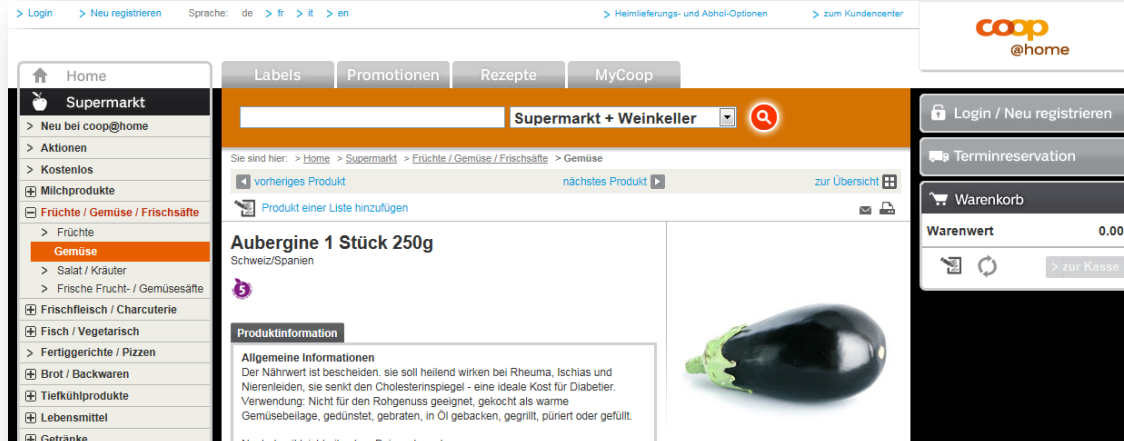 > Login > Neu registrieren Sprache: de > fr > it > en > Heimlieferungs- und Abhol-Optionen > zum Kundencenter
coop
@home
Home
Labels Promotionen Rezepte MyCoop
Supermarkt
> Neu bei coop@home
> Aktionen
> Kostenlos
Milchprodukte
Früchte / Gemüse / Frischsäfte
> Früchte
Gemüse
> Salat / Kräuter
> Frische Frucht- / Gemüsesäfte
Frischfleisch / Charcuterie
Fisch / Vegetarisch
> Fertiggerichte / Pizzen
Brot / Backwaren
Tiefkühlprodukte
Lebensmittel
Getränke
Supermarkt + Weinkeller
Sie sind hier: > Home > Supermarkt > Früchte / Gemüse / Frischsäfte > Gemüse
vorheriges Produkt nächstes Produkt zur Übersicht
Produkt einer Liste hinzufügen
Aubergine 1 Stück 250g
Schweiz/Spanien
5
Produktinformation
Allgemeine Informationen
Der Nährwert ist bescheiden. sie soll heilend wirken bei Rheuma, Ischias und
Nierenleiden, sie senkt den Cholesterinspiegel - eine ideale Kost für Diabetier.
Verwendung: Nicht für den Rohgenuss geeignet, gekocht als warme
Gemüsebeilage, gedünstet, gebraten, in Öl gebacken, gegrillt, püriert oder gefüllt.
Login / Neu registrieren
Terminreservation
Warenkorb
Warenwert 0.00
> zur Kasse